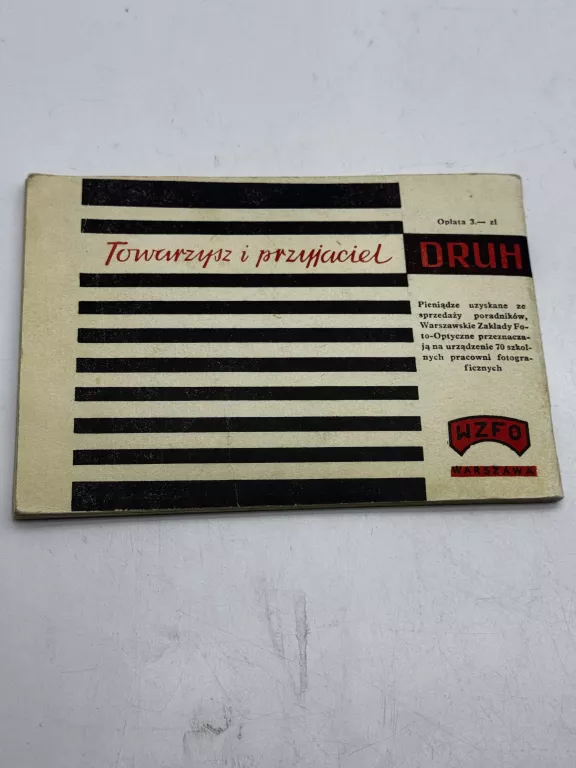 Opłata 3.— zł
Towarzysz i przyjaciel
DRUH
Pieniądze uzyskane ze
sprzedaży poradników,
Warszawskie Zakłady Fo-
to-Optyczne przeznacza-
ją na urządzenie 70 szkol-
nych pracowni fotogra-
ficznych
WZFO
WARSZAWA